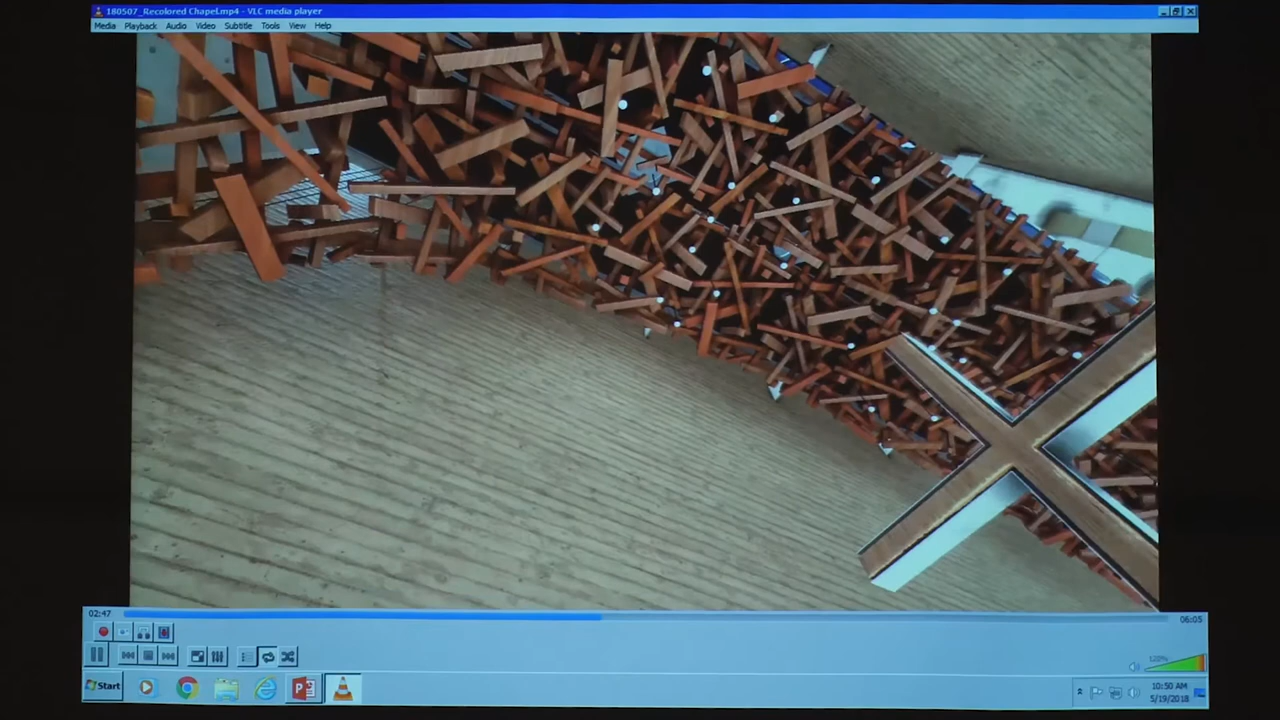 180507_Recolored Chapel.mp4 - VLC media player
Media Playback Audio Video Subtitle Tools View Help
02:47
06:05
120%
Start
10:50 AM
5/19/2018